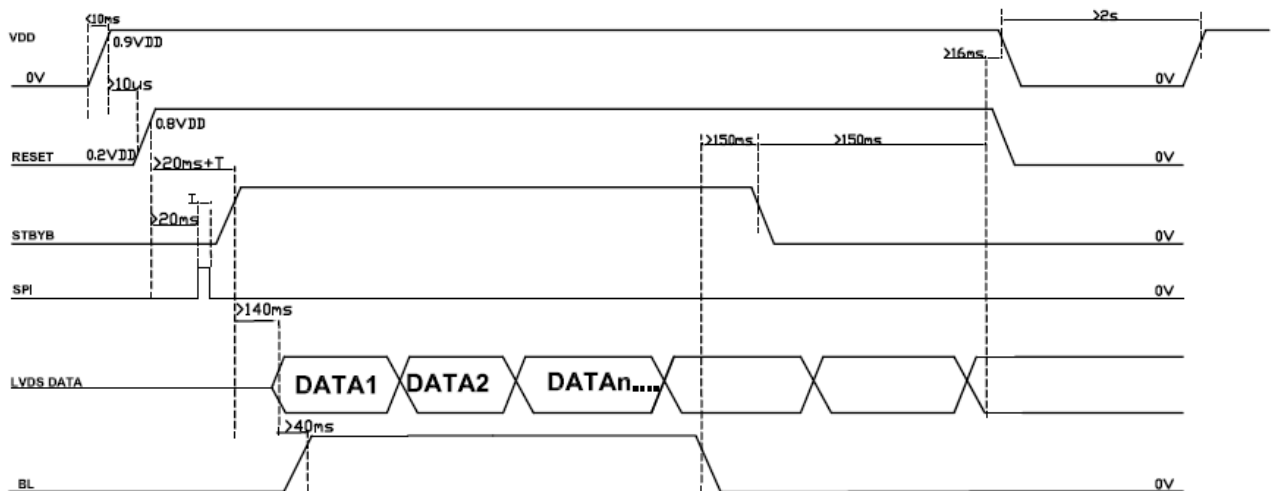 <10ms
>2s
VDD
0.9VDD
>16ms
0V
>10µs
0V
0.8VDD
>150ms
>150ms
RESET
0.2VDD
>20ms+T
0V
T
>20ms
STBYB
0V
SPI
0V
>140ms
LVDS DATA
DATA1
DATA2
DATAn....
>40ms
BL
0V